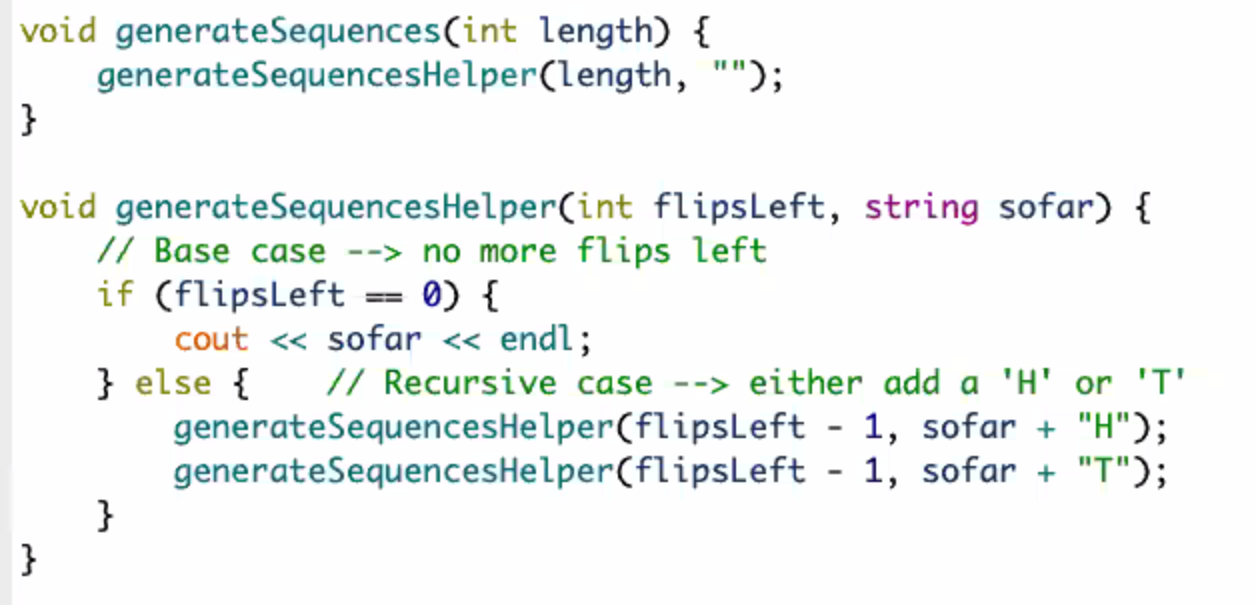 void generateSequences(int length) {
    generateSequencesHelper(length, "");
}

void generateSequencesHelper(int flipsLeft, string sofar) {
    // Base case --> no more flips left
    if (flipsLeft == 0) {
        cout << sofar << endl;
    } else {    // Recursive case --> either add a 'H' or 'T'
        generateSequencesHelper(flipsLeft - 1, sofar + "H");
        generateSequencesHelper(flipsLeft - 1, sofar + "T");
    }
}